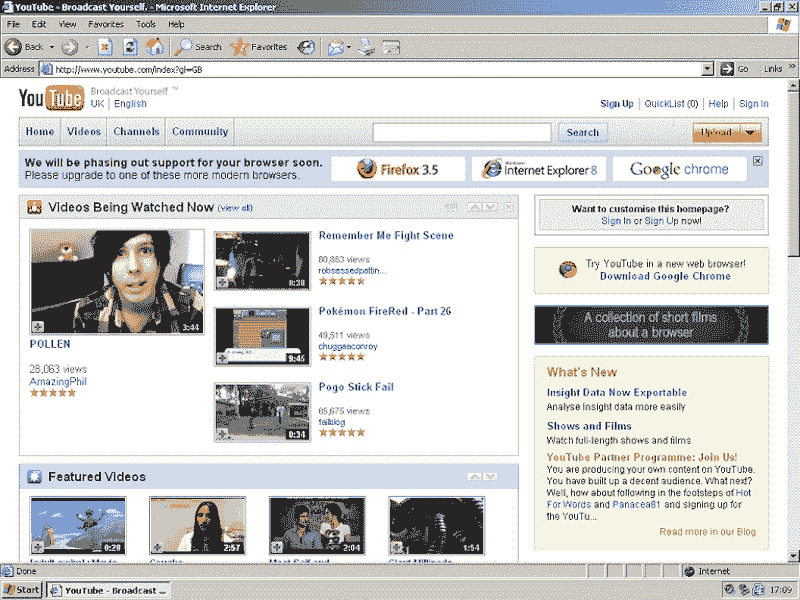 YouTube - Broadcast Yourself. - Microsoft Internet Explorer
File Edit View Favorites Tools Help
Back Search Favorites
Address http://www.youtube.com/index?gl=GB Go Links »
YouTube Broadcast Yourself ™
UK | English
Sign Up | QuickList (0) | Help | Sign In
Home Videos Channels Community Search Upload
We will be phasing out support for your browser soon.
Please upgrade to one of these more modern browsers.
Firefox 3.5
Windows Internet Explorer 8
Google chrome
Videos Being Watched Now (view all) edit
3:44
POLLEN
28,063 views
AmazingPhil
8:38
Remember Me Fight Scene
80,863 views
robsessedpattin...
9:45
Pokémon FireRed - Part 26
49,511 views
chuggaaconroy
0:34
Pogo Stick Fail
65,675 views
failblog
Want to customise this homepage?
Sign In or Sign Up now!
Try YouTube in a new web browser!
Download Google Chrome
A collection of short films
about a browser
What's New
Insight Data Now Exportable
Analyse Insight data more easily
Shows and Films
Watch full-length shows and films
YouTube Partner Programme: Join Us!
You are producing your own content on YouTube.
You have built up a decent audience. What next?
Well, how about following in the footsteps of Hot
For Words and Panacea81 and signing up for
the YouTu...
Read more in our Blog
Featured Videos
0:28
2:57
2:04
1:54
Done Internet
Start YouTube - Broadcast ... 17:09